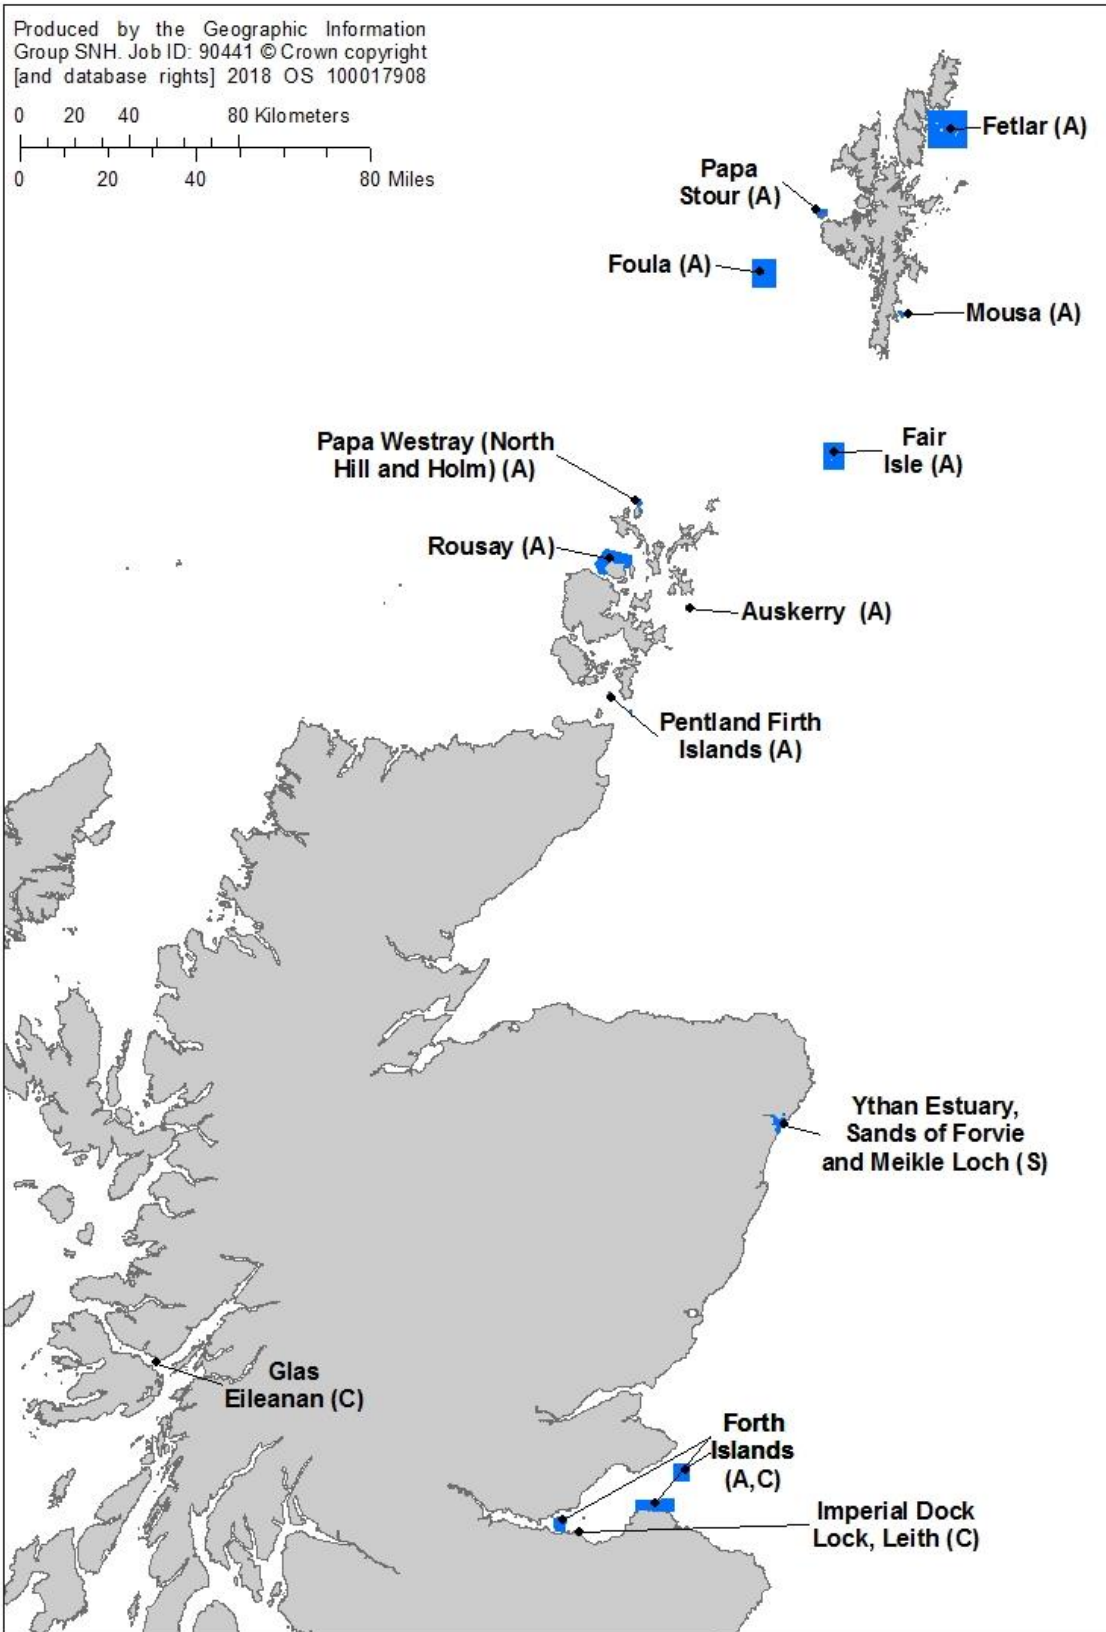 Produced by the Geographic Information
Group SNH. Job ID: 90441 © Crown copyright
[and database rights] 2018 OS 100017908
0 20 40 80 Kilometers
0 20 40 80 Miles
Fetlar (A)
Papa
Stour (A)
Foula (A)
Mousa (A)
Fair
Isle (A)
Papa Westray (North
Hill and Holm) (A)
Rousay (A)
Auskerry (A)
Pentland Firth
Islands (A)
Ythan Estuary,
Sands of Forvie
and Meikle Loch (S)
Glas
Eileanan (C)
Forth
Islands
(A,C)
Imperial Dock
Lock, Leith (C)